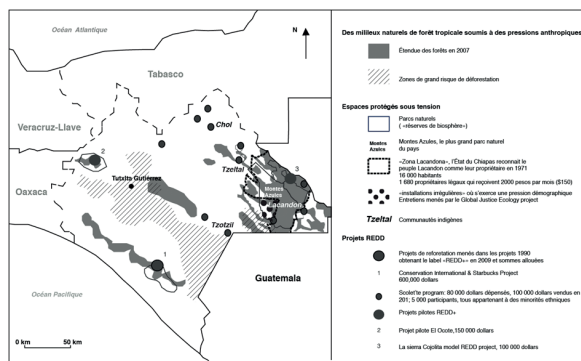 Océan Atlantique
N
Tabasco
Veracruz-Llave
Chol
2
Tzeltal
3
Tuxtla Gutiérrez
Montes
Azules
Lacandon
Oaxaca
Tzotzil
1
Guatemala
Océan Pacifique
0 km 50 km
Des milileux naturels de forêt tropicale soumis à des pressions anthropiques
Étendue des forêts en 2007
Zones de grand risque de déforestation
Espaces protégés sous tension
Parcs naturels
(«réserves de biosphère»)
Montes
Azules
Montes Azules, le plus grand parc naturel
du pays
«Zona Lacandona», l'État du Chiapas reconnait le
peuple Lacandon comme leur propriétaire en 1971
16 000 habitants
1 680 propriétaires légaux qui reçoivent 2000 pesos par mois ($150)
«installations irrégulières» où s'exerce une pression démographique
Entretiens menés par le Global Justice Ecology project
Tzeltal
Communautés indigènes
Projets REDD
Projets de reforetation menés dans les projets 1990
obtenant le label «REDD+» en 2009 et sommes allouées
1 Conservation International & Starbucks Project
600,000 dollars
Scolel'te program: 80 000 dollars dépensés, 100 000 dollars vendus en
201; 5 000 participants, tous appartenant à des minorités ethniques
Projets pilotes REDD+
2 Projet pilote El Ocote,150 000 dollars
3 La sierra Cojolita model REDD project, 100 000 dollars